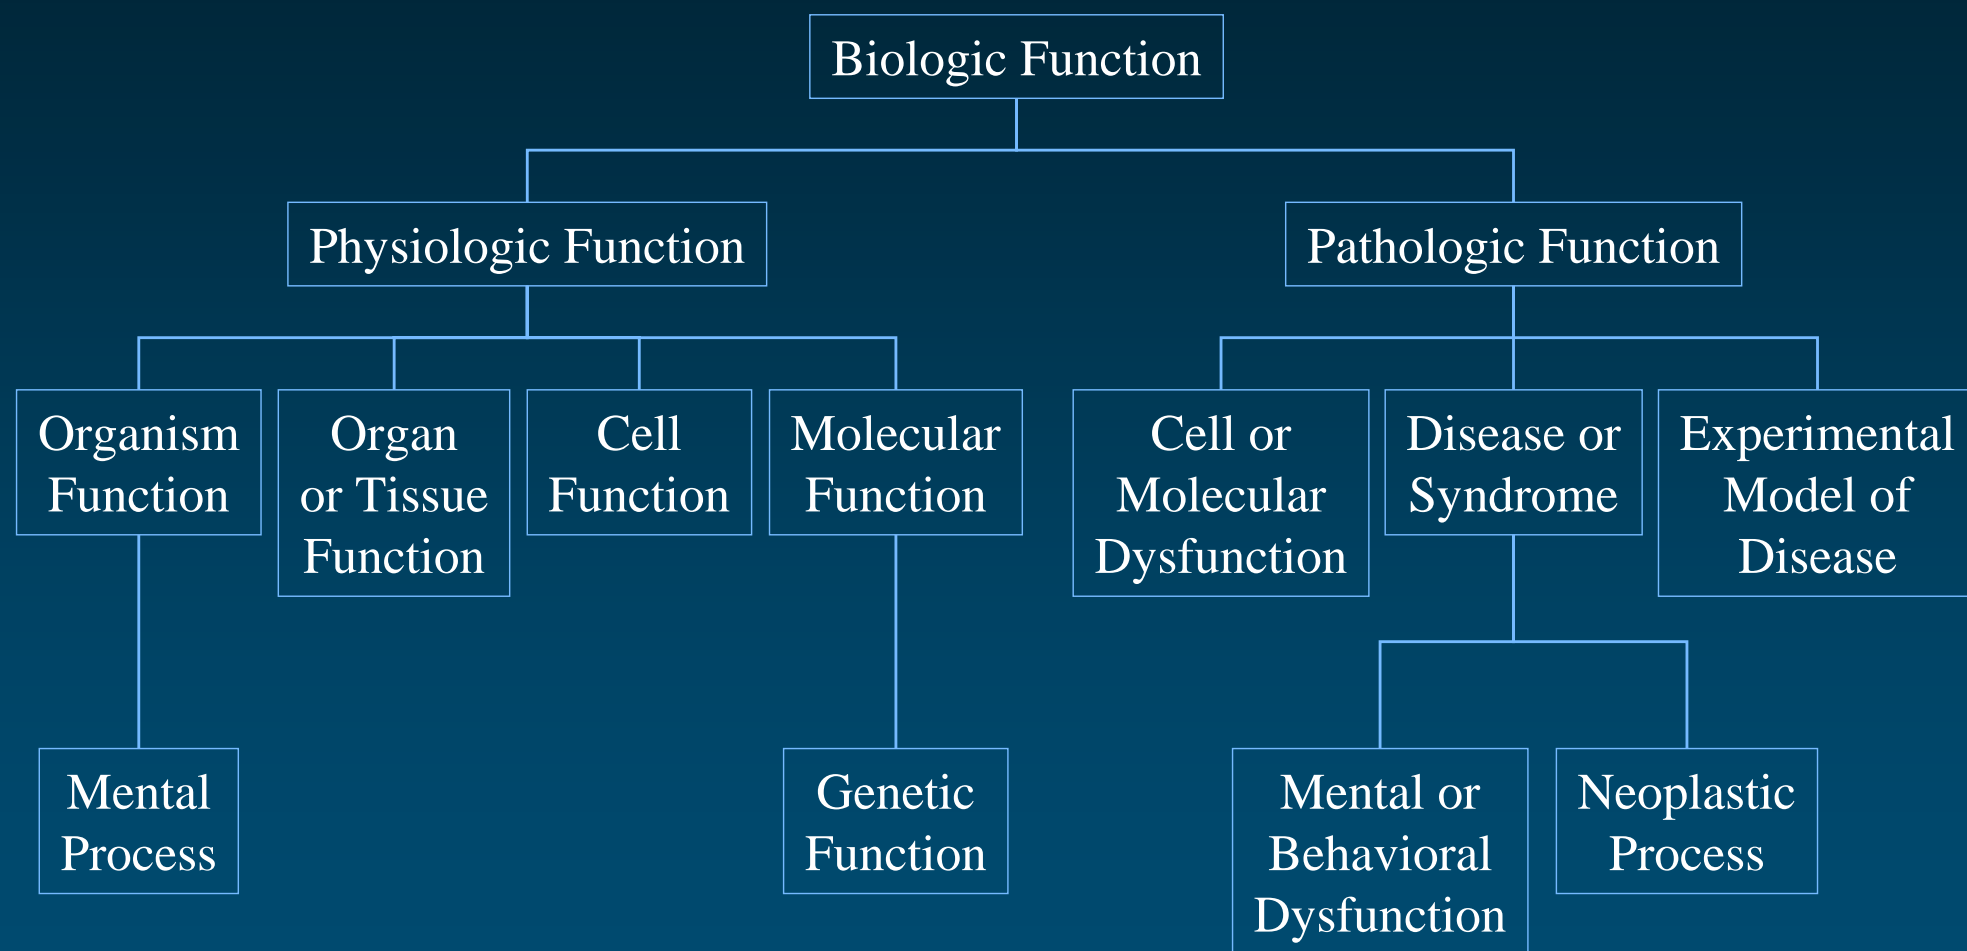 Biologic Function
Physiologic Function
Pathologic Function
Organism
Function
Organ
or Tissue
Function
Cell
Function
Molecular
Function
Cell or
Molecular
Dysfunction
Disease or
Syndrome
Experimental
Model of
Disease
Mental
Process
Genetic
Function
Mental or
Behavioral
Dysfunction
Neoplastic
Process